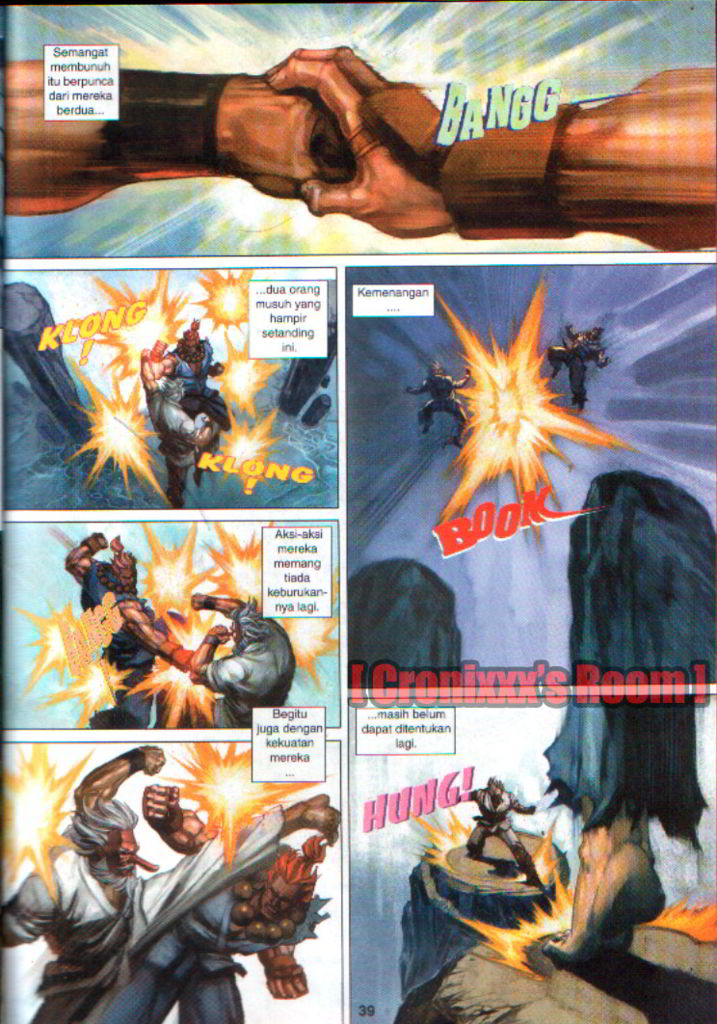 Semangat
membunuh
itu berpunca
dari mereka
berdua...
BANGG
...dua orang
musuh yang
hampir
setanding
ini.
KLONG
!
KLONG
!
Aksi-aksi
mereka
memang
tiada
keburukan-
nya lagi.
Begitu
juga dengan
kekuatan
mereka
...
Kemenangan
....
BOOM
[ Cronixxx's Room ]
...masih belum
dapat ditentukan
lagi.
HUNG!
39